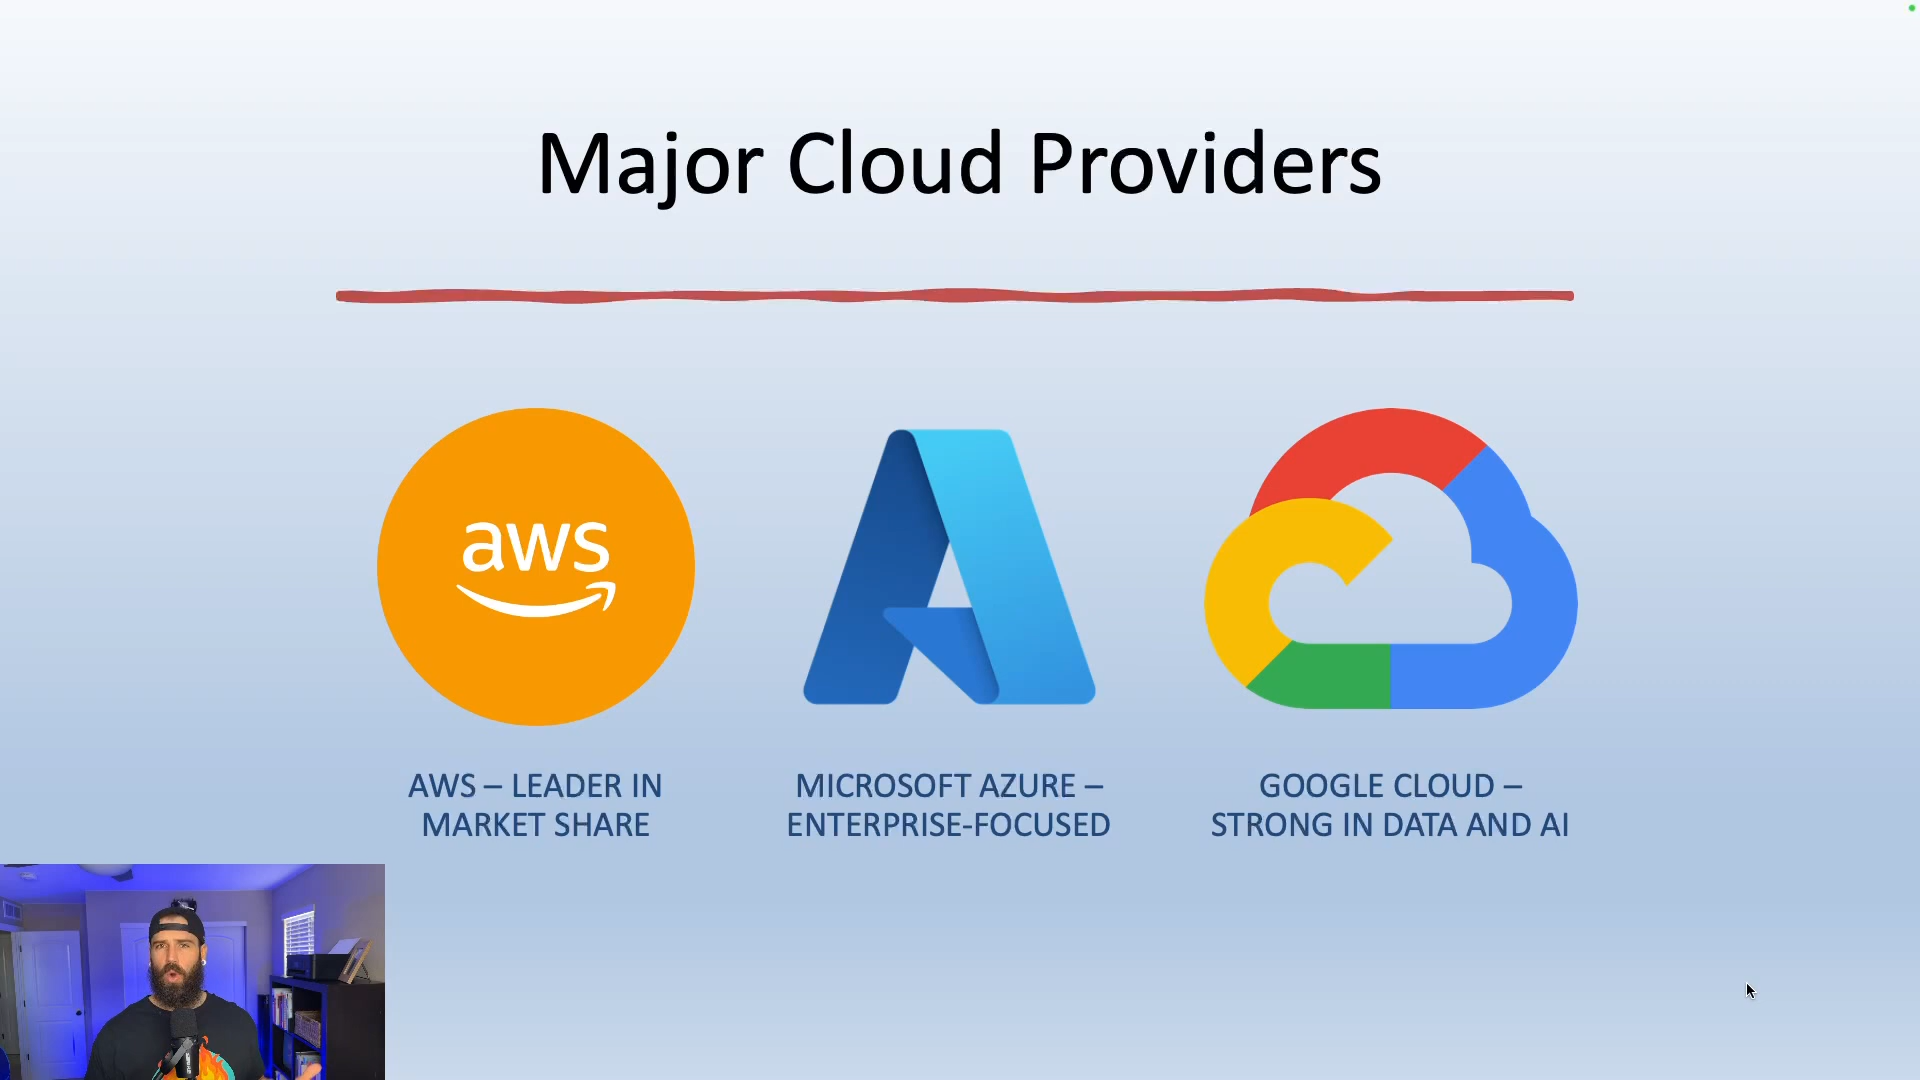 Major Cloud Providers
aws
AWS – LEADER IN
MARKET SHARE
MICROSOFT AZURE –
ENTERPRISE-FOCUSED
GOOGLE CLOUD –
STRONG IN DATA AND AI